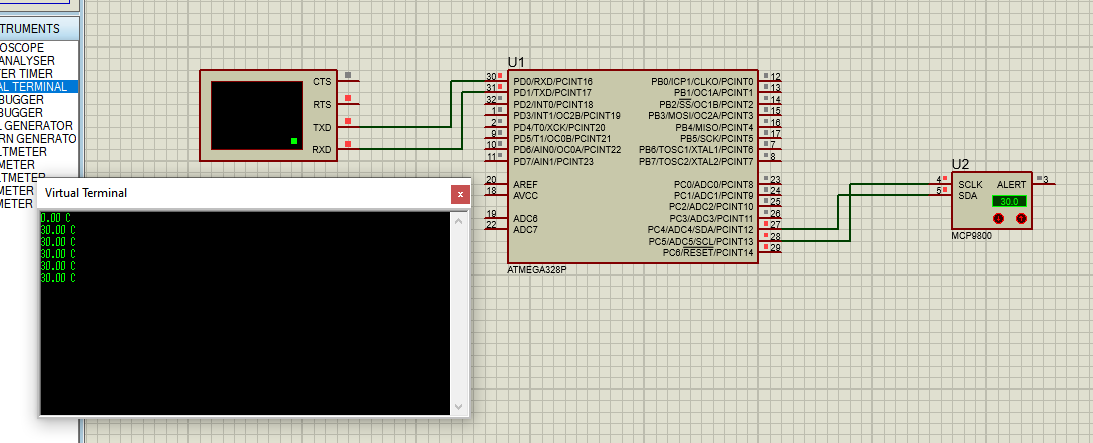 TRUMENTS
OSCOPE
ANALYSER
ER TIMER
AL TERMINAL
BUGGER
BUGGER
L GENERATOR
RN GENERATO
LTMETER
METER
LTMETER
METER
METER
CTS
RTS
TXD
RXD
U1
30 PD0/RXD/PCINT16
31 PD1/TXD/PCINT17
32 PD2/INT0/PCINT18
1 PD3/INT1/OC2B/PCINT19
2 PD4/T0/XCK/PCINT20
9 PD5/T1/OC0B/PCINT21
10 PD6/AIN0/OC0A/PCINT22
11 PD7/AIN1/PCINT23
20 AREF
18 AVCC
19 ADC6
22 ADC7
PB0/ICP1/CLKO/PCINT0 12
PB1/OC1A/PCINT1 13
PB2/SS/OC1B/PCINT2 14
PB3/MOSI/OC2A/PCINT3 15
PB4/MISO/PCINT4 16
PB5/SCK/PCINT5 17
PB6/TOSC1/XTAL1/PCINT6 7
PB7/TOSC2/XTAL2/PCINT7 8
PC0/ADC0/PCINT8 23
PC1/ADC1/PCINT9 24
PC2/ADC2/PCINT10 25
PC3/ADC3/PCINT11 26
PC4/ADC4/SDA/PCINT12 27
PC5/ADC5/SCL/PCINT13 28
PC6/RESET/PCINT14 29
ATMEGA328P
U2
4 SCLK ALERT 3
5 SDA
30.0
MCP9800
Virtual Terminal
x
0.00 C
30.00 C
30.00 C
30.00 C
30.00 C
30.00 C